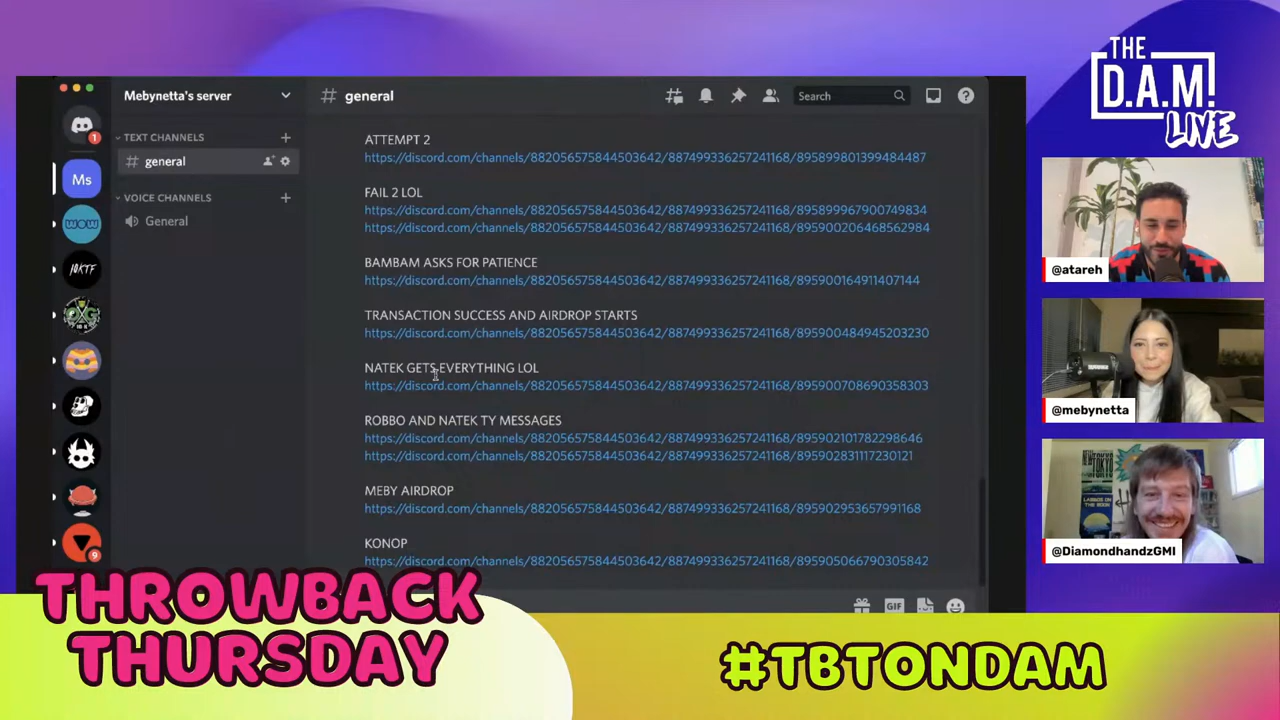 THE
D.A.M!
LIVE
Mebynetta's server
# general
Search
1
TEXT CHANNELS
# general
Ms
VOICE CHANNELS
General
WOW
10KTF
9
ATTEMPT 2
https://discord.com/channels/882056575844503642/887499336257241168/895899801399484487
FAIL 2 LOL
https://discord.com/channels/882056575844503642/887499336257241168/895899967900749834
https://discord.com/channels/882056575844503642/887499336257241168/895900206468562984
BAMBAM ASKS FOR PATIENCE
https://discord.com/channels/882056575844503642/887499336257241168/895900164911407144
TRANSACTION SUCCESS AND AIRDROP STARTS
https://discord.com/channels/882056575844503642/887499336257241168/895900484945203230
NATEK GETS EVERYTHING LOL
https://discord.com/channels/882056575844503642/887499336257241168/895900708690358303
ROBBO AND NATEK TY MESSAGES
https://discord.com/channels/882056575844503642/887499336257241168/895902101782298646
https://discord.com/channels/882056575844503642/887499336257241168/895902831117230121
MEBY AIRDROP
https://discord.com/channels/882056575844503642/887499336257241168/895902953657991168
KONOP
https://discord.com/channels/882056575844503642/887499336257241168/895905066790305842
GIF
@atareh
@mebynetta
@DiamondhandzGMI
THROWBACK
THURSDAY
#TBTONDAM